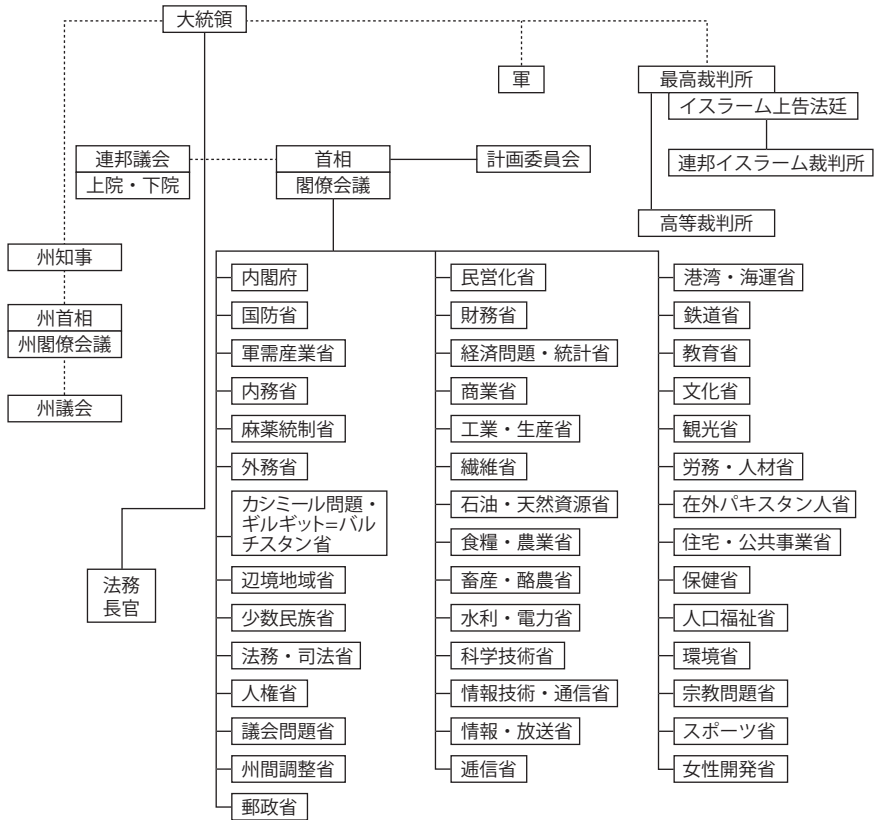 大統領
軍
最高裁判所
イスラーム上告法廷
連邦イスラーム裁判所
高等裁判所
連邦議会
上院・下院
首相
閣僚会議
計画委員会
州知事
州首相
州閣僚会議
州議会
法務
長官
内閣府
国防省
軍需産業省
内務省
麻薬統制省
外務省
カシミール問題・
ギルギット=バル
チスタン省
辺境地域省
少数民族省
法務・司法省
人権省
議会問題省
州間調整省
郵政省
民営化省
財務省
経済問題・統計省
商業省
工業・生産省
繊維省
石油・天然資源省
食糧・農業省
畜産・酪農省
水利・電力省
科学技術省
情報技術・通信省
情報・放送省
逓信省
港湾・海運省
鉄道省
教育省
文化省
観光省
労務・人材省
在外パキスタン人省
住宅・公共事業省
保健省
人口福祉省
環境省
宗教問題省
スポーツ省
女性開発省